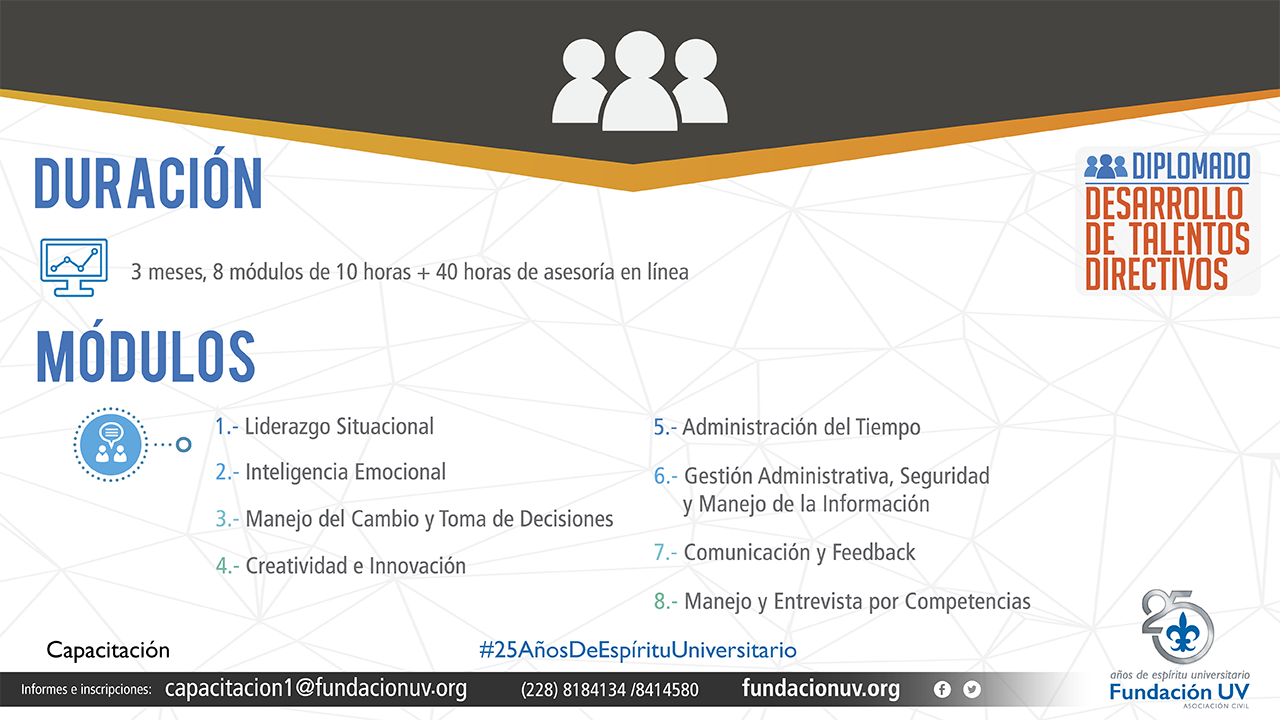 DURACIÓN
3 meses, 8 módulos de 10 horas + 40 horas de asesoría en línea
DIPLOMADO
DESARROLLO
DE TALENTOS
DIRECTIVOS
MÓDULOS
1.- Liderazgo Situacional
2.- Inteligencia Emocional
3.- Manejo del Cambio y Toma de Decisiones
4.- Creatividad e Innovación
5.- Administración del Tiempo
6.- Gestión Administrativa, Seguridad
y Manejo de la Información
7.- Comunicación y Feedback
8.- Manejo y Entrevista por Competencias
Capacitación
#25AñosDeEspírituUniversitario
Informes e inscripciones: capacitacion1@fundacionuv.org (228) 8184134 /8414580 fundacionuv.org
25
años de espíritu universitario
Fundación UV
ASOCIACIÓN CIVIL